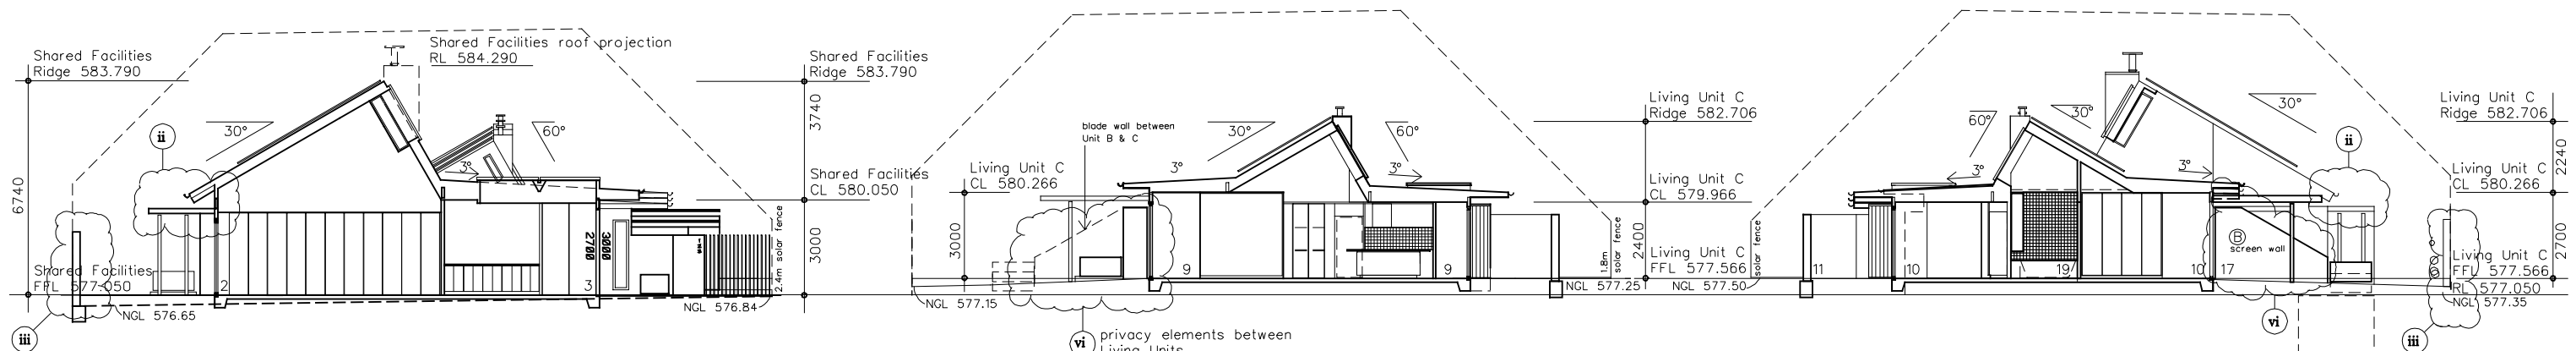 Shared Facilities
Ridge 583.790
6740
Shared Facilities
FFL 577.050
ii
iii
30°
Shared Facilities roof projection
RL 584.290
60°
3°
2
3
3000
2700
NGL 576.65
NGL 576.84
2.4m solar fence
Shared Facilities
Ridge 583.790
3740
Shared Facilities
CL 580.050
3000
Living Unit C
CL 580.266
3000
NGL 577.15
blade wall between
Unit B & C
30°
3°
60°
3°
9
9
vi
privacy elements between
Living Units
1.8m
solar fence
NGL 577.25
Living Unit C
Ridge 582.706
Living Unit C
CL 579.966
2400
Living Unit C
FFL 577.566
NGL 577.50
solar fence
60°
30°
3°
3°
30°
11
10
19
10
17
B
screen wall
ii
vi
iii
Living Unit C
Ridge 582.706
2240
Living Unit C
CL 580.266
2700
Living Unit C
FFL 577.566
RL 577.050
NGL 577.35